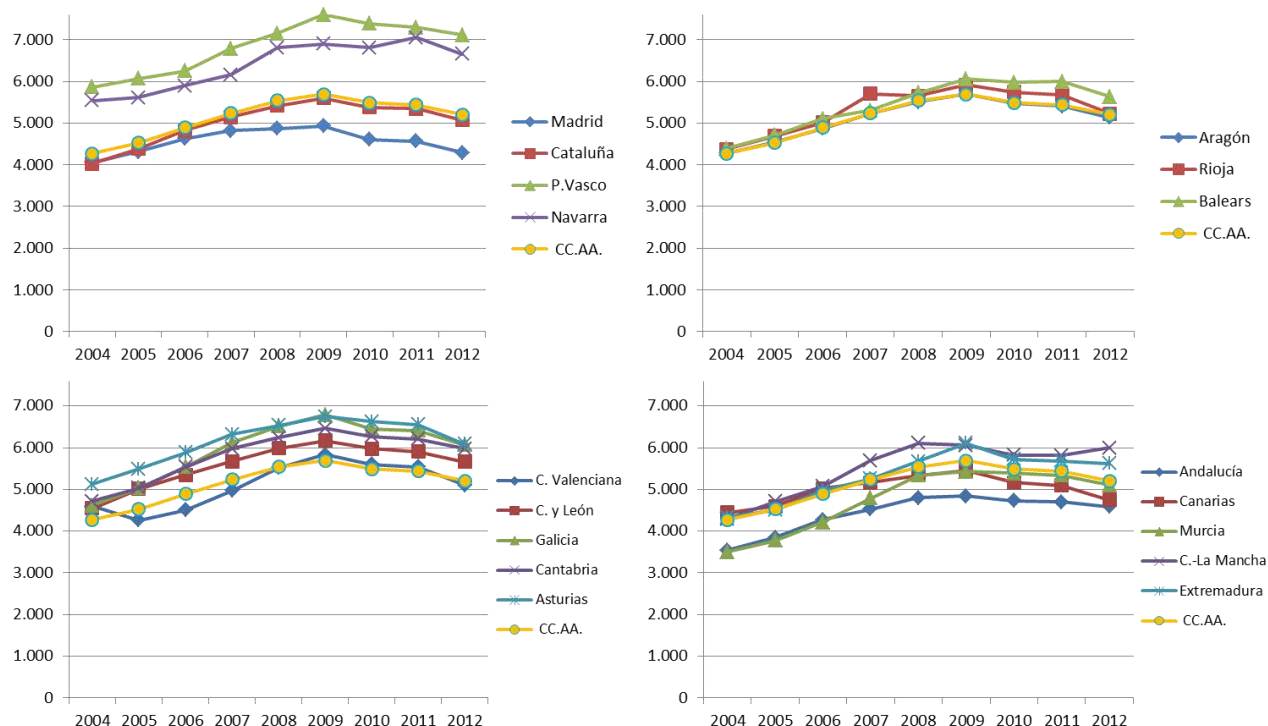 7.000
6.000
5.000
4.000
3.000
2.000
1.000
0
2004 2005 2006 2007 2008 2009 2010 2011 2012
Madrid
Cataluña
P.Vasco
Navarra
CC.AA.
7.000
6.000
5.000
4.000
3.000
2.000
1.000
0
2004 2005 2006 2007 2008 2009 2010 2011 2012
Aragón
Rioja
Balears
CC.AA.
7.000
6.000
5.000
4.000
3.000
2.000
1.000
0
2004 2005 2006 2007 2008 2009 2010 2011 2012
C. Valenciana
C. y León
Galicia
Cantabria
Asturias
CC.AA.
7.000
6.000
5.000
4.000
3.000
2.000
1.000
0
2004 2005 2006 2007 2008 2009 2010 2011 2012
Andalucía
Canarias
Murcia
C.-La Mancha
Extremadura
CC.AA.